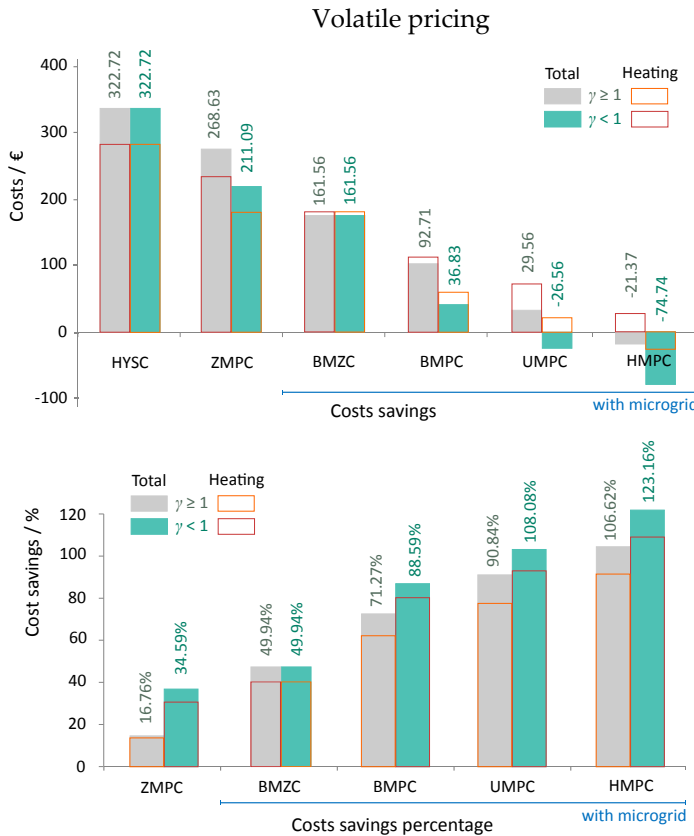 Volatile pricing
Costs / €
400
300
200
100
0
-100
322.72
322.72
268.63
211.09
161.56
161.56
92.71
36.83
29.56
-26.56
-21.37
-74.74
Total Heating
γ ≥ 1
γ < 1
HYSC ZMPC BMZC BMPC UMPC HMPC
with microgrid
Costs savings
Total Heating
γ ≥ 1
γ < 1
Cost savings / %
120
100
80
60
40
20
0
16.76%
34.59%
49.94%
49.94%
71.27%
88.59%
90.84%
108.08%
106.62%
123.16%
ZMPC BMZC BMPC UMPC HMPC
with microgrid
Costs savings percentage